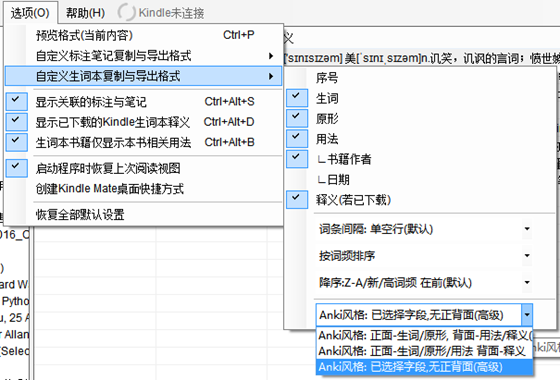 选项(O) 帮助(H) Kindle未连接
预览格式(当前内容) Ctrl+P
自定义标注笔记复制与导出格式
自定义生词本复制与导出格式
显示关联的标注与笔记 Ctrl+Alt+S
显示已下载的Kindle生词本释义 Ctrl+Alt+D
生词本书籍仅显示本书相关用法 Ctrl+Alt+B
启动程序时恢复上次阅读视图
创建Kindle Mate桌面快捷方式
恢复全部默认设置
义
['sɪnɪsɪzəm] 美['sɪnɪˌsɪzəm]n.讥笑，讥讽的言词；愤世
序号
生词
原形
用法
∟书籍作者
∟日期
释义(若已下载)
词条间隔: 单空行(默认)
按词频排序
降序:Z-A/新/高词频 在前(默认)
Anki风格: 已选择字段,无正背面(高级)
Anki风格: 正面-生词/原形, 背面-用法/释义(
Anki风格: 正面-生词/原形/用法 背面-释义
Anki风格: 已选择字段,无正背面(高级)
2016_O
ard Wa
Python
u, 25 A
r Allan
(Selec
nki风格